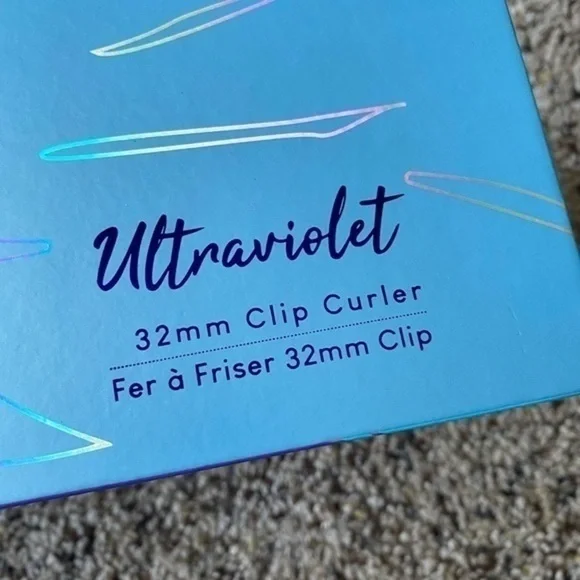 Ultraviolet
32mm Clip Curler
Fer à Friser 32mm Clip